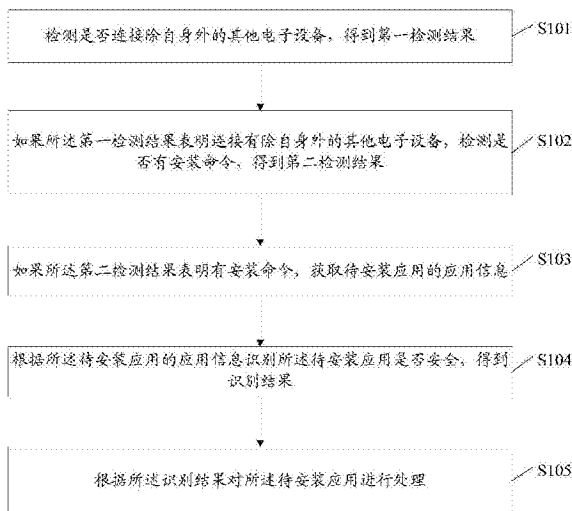 检测是否连接除自身外的其他电子设备，得到第一检测结果
S101
如果所述第一检测结果表明连接有除自身外的其他电子设备，检测是
否有安装命令，得到第二检测结果
S102
如果所述第二检测结果表明有安装命令，获取待安装应用的应用信息
S103
根据所述待安装应用的应用信息识别所述待安装应用是否安全，得到
识别结果
S104
根据所述识别结果对所述待安装应用进行处理
S105